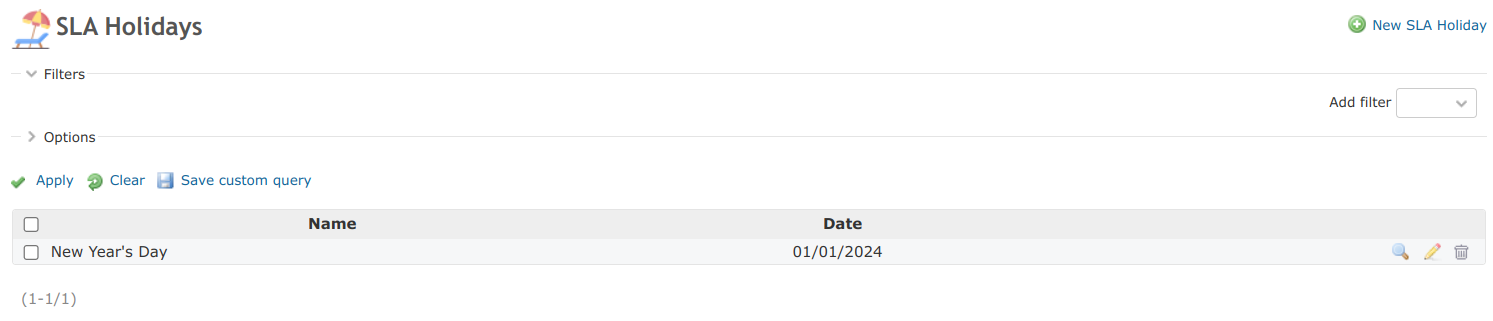 SLA Holidays
New SLA Holiday
Filters
Add filter
Options
Apply Clear Save custom query
Name Date
New Year's Day 01/01/2024
(1-1/1)